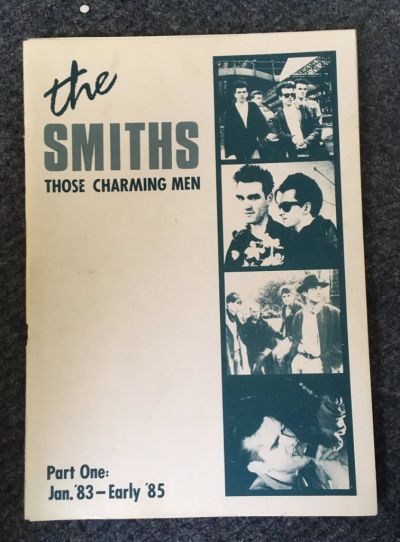 the
SMITHS
THOSE CHARMING MEN
Part One:
Jan.'83–Early '85